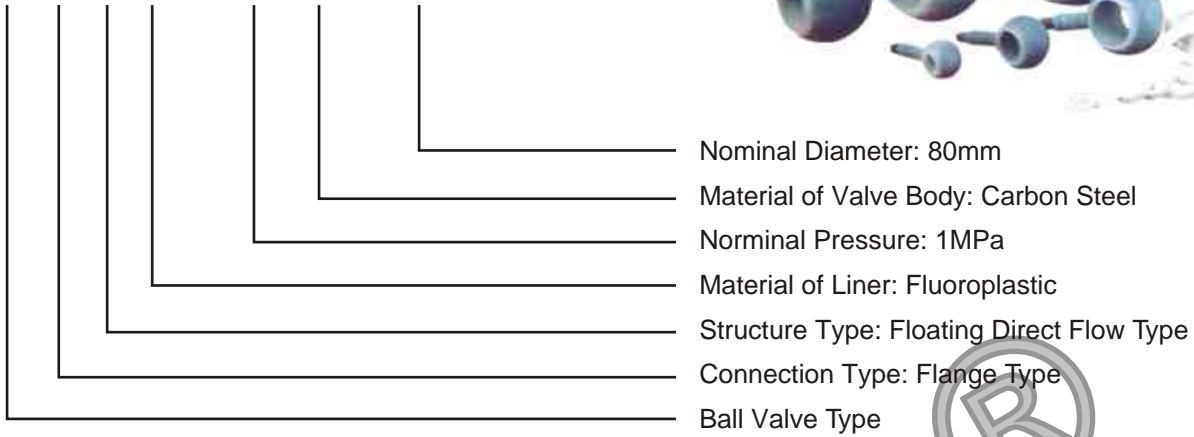 Nominal Diameter: 80mm
Material of Valve Body: Carbon Steel
Norminal Pressure: 1MPa
Material of Liner: Fluoroplastic
Structure Type: Floating Direct Flow Type
Connection Type: Flange Type
Ball Valve Type
R